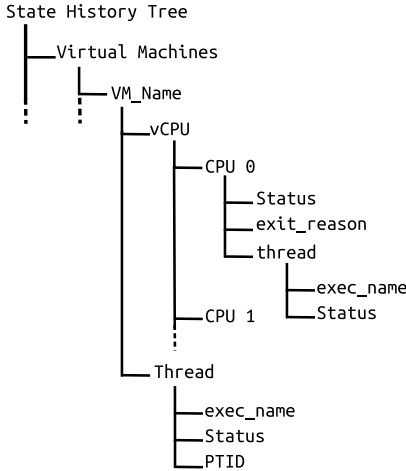 State History Tree
Virtual Machines
VM_Name
vCPU
CPU 0
Status
exit_reason
thread
exec_name
Status
CPU 1
Thread
exec_name
Status
PTID